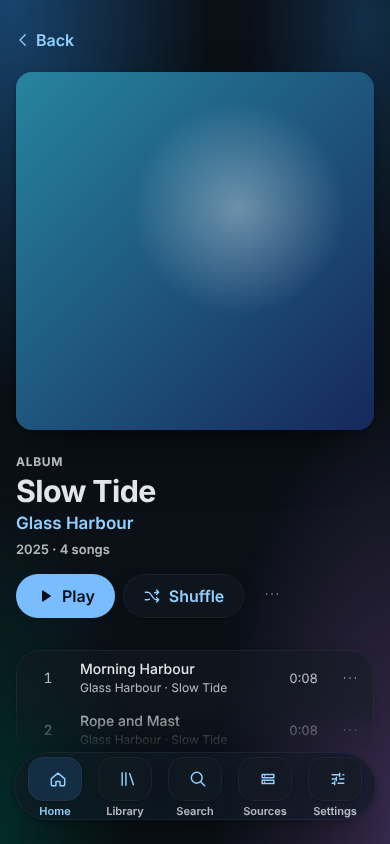 Back
ALBUM
Slow Tide
Glass Harbour
2025 · 4 songs
Play
Shuffle
...
1
Morning Harbour
Glass Harbour · Slow Tide
0:08
...
2
Rope and Mast
Glass Harbour · Slow Tide
0:08
...
Home
Library
Search
Sources
Settings